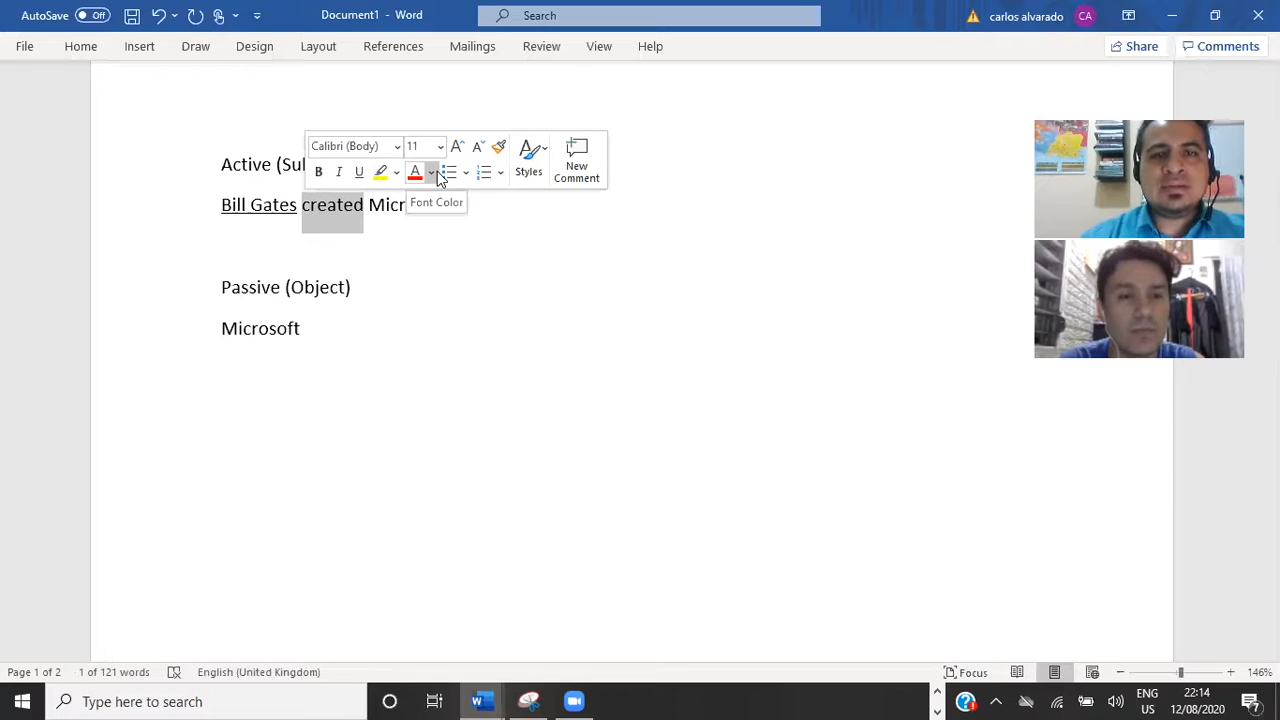 AutoSave Off Document1 - Word Search carlos alvarado CA
File Home Insert Draw Design Layout References Mailings Review View Help Share Comments
Calibri (Body) 11
Styles New Comment
Font Color
Active
Bill Gates created
Passive (Object)
Microsoft
Page 1 of 2 1 of 121 words English (United Kingdom) Focus 146%
Type here to search ENG US 22:14 12/08/2020 7